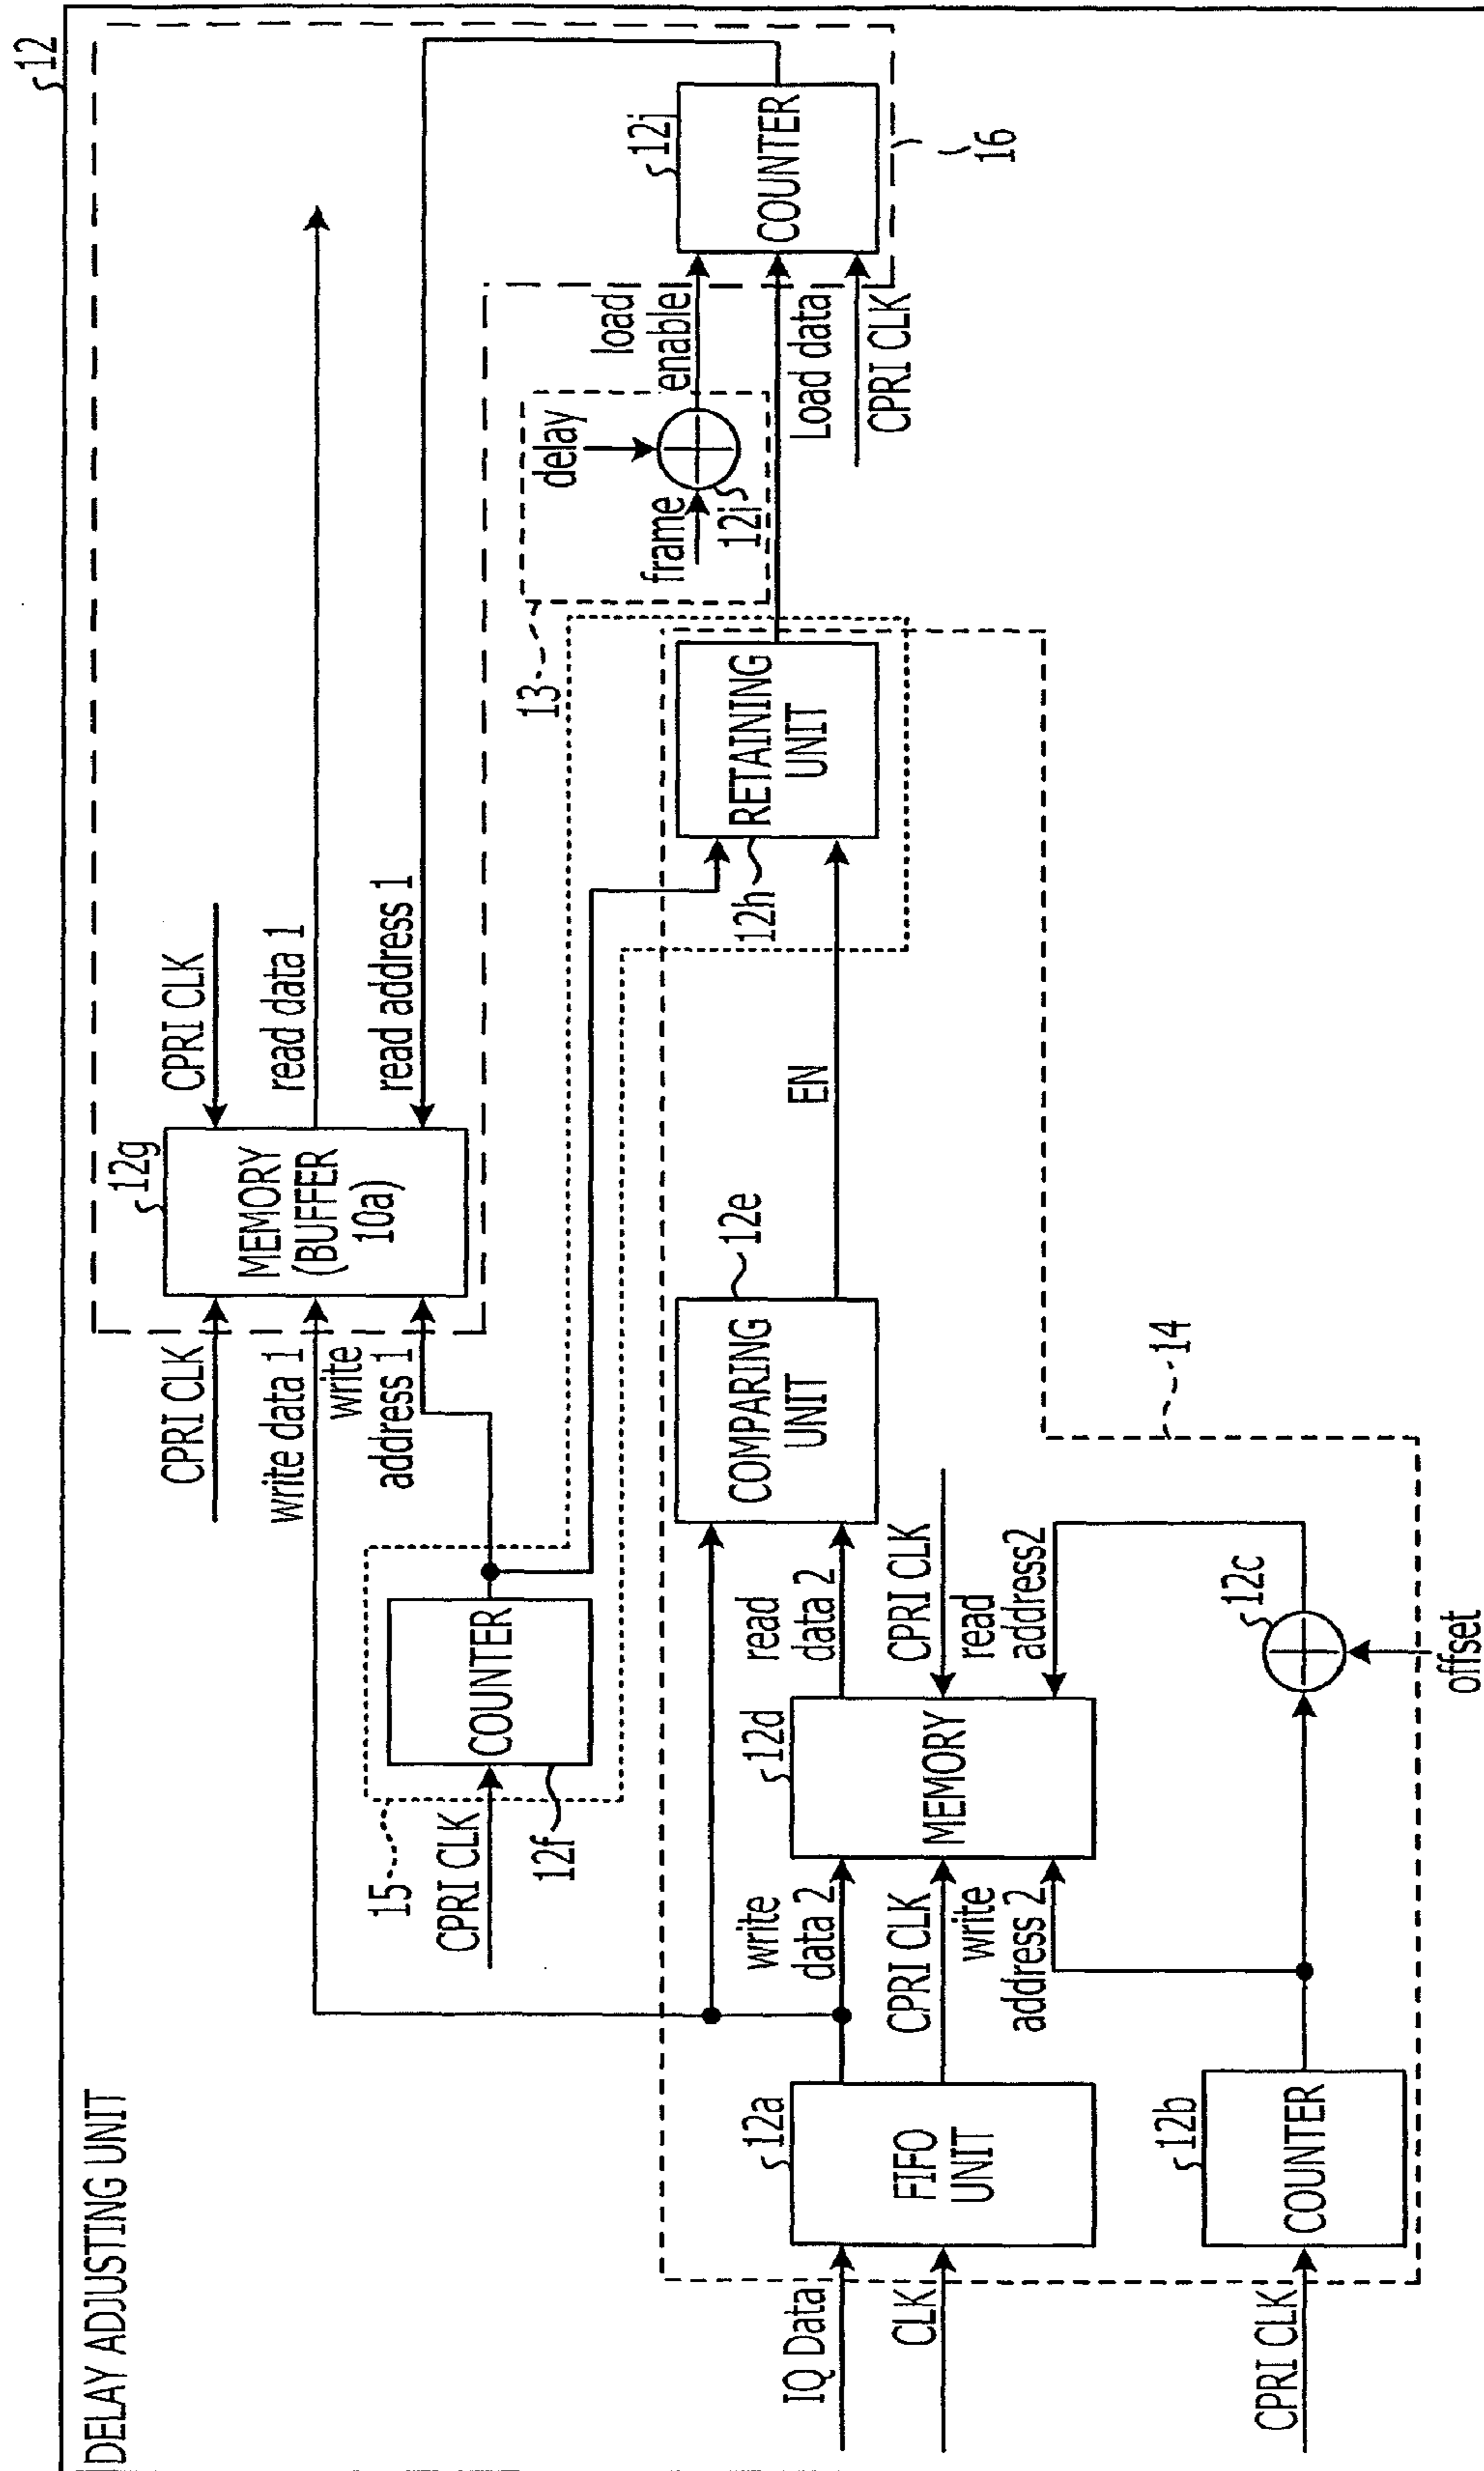 DELAY ADJUSTING UNIT
12
CPRI CLK
write data 1
write
address 1
12g
MEMORY
(BUFFER
10a)
CPRI CLK
read data 1
read address 1
15
CPRI CLK
COUNTER
12f
13
delay
frame
12i
load
enable
Load data
CPRI CLK
12j
COUNTER
16
12h
RETAINING
UNIT
EN
12e
COMPARING
UNIT
14
IQ Data
CLK
12a
FIFO
UNIT
write
data 2
CPRI CLK
write
address 2
12d
MEMORY
read
data 2
CPRI CLK
read
address2
CPRI CLK
12b
COUNTER
12c
offset